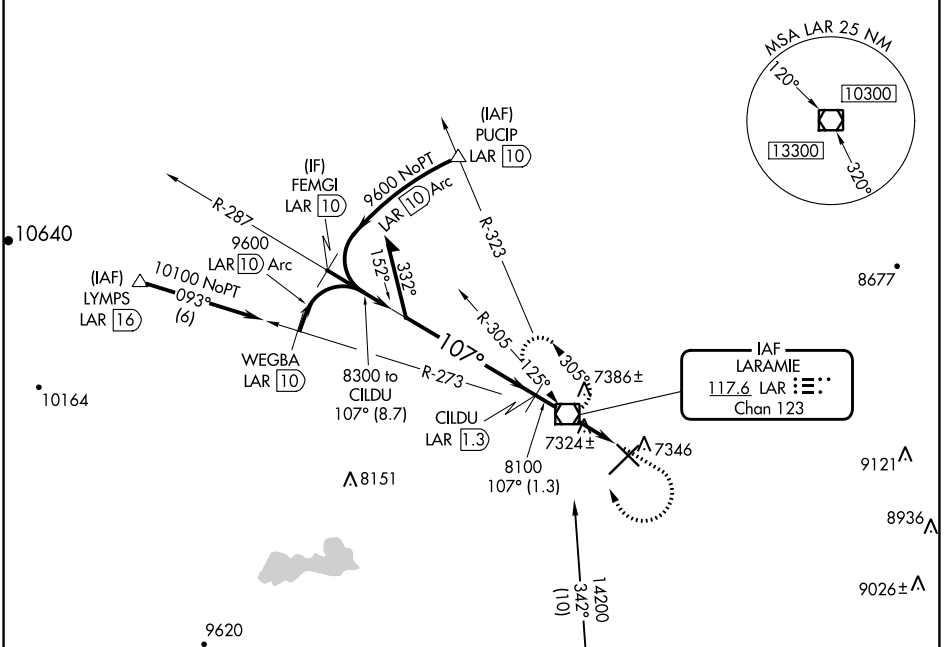 MSA LAR 25 NM
120°
10300
13300
320°
(IAF)
PUCIP
LAR 10
(IF)
FEMGI
LAR 10
9600 NoPT
LAR 10 Arc
R-287
R-323
10640
9600
LAR 10 Arc
(IAF)
LYMPS
LAR 16
10100 NoPT
093°
(6)
152°
332°
8677
R-305
125°
305°
107°
WEGBA
LAR 10
R-273
8300 to
CILDU
107° (8.7)
7386±
IAF
LARAMIE
117.6 LAR
Chan 123
10164
CILDU
LAR 1.3
7324±
7346
8100
107° (1.3)
8151
9121
8936
14200
342°
(10)
9026±
9620